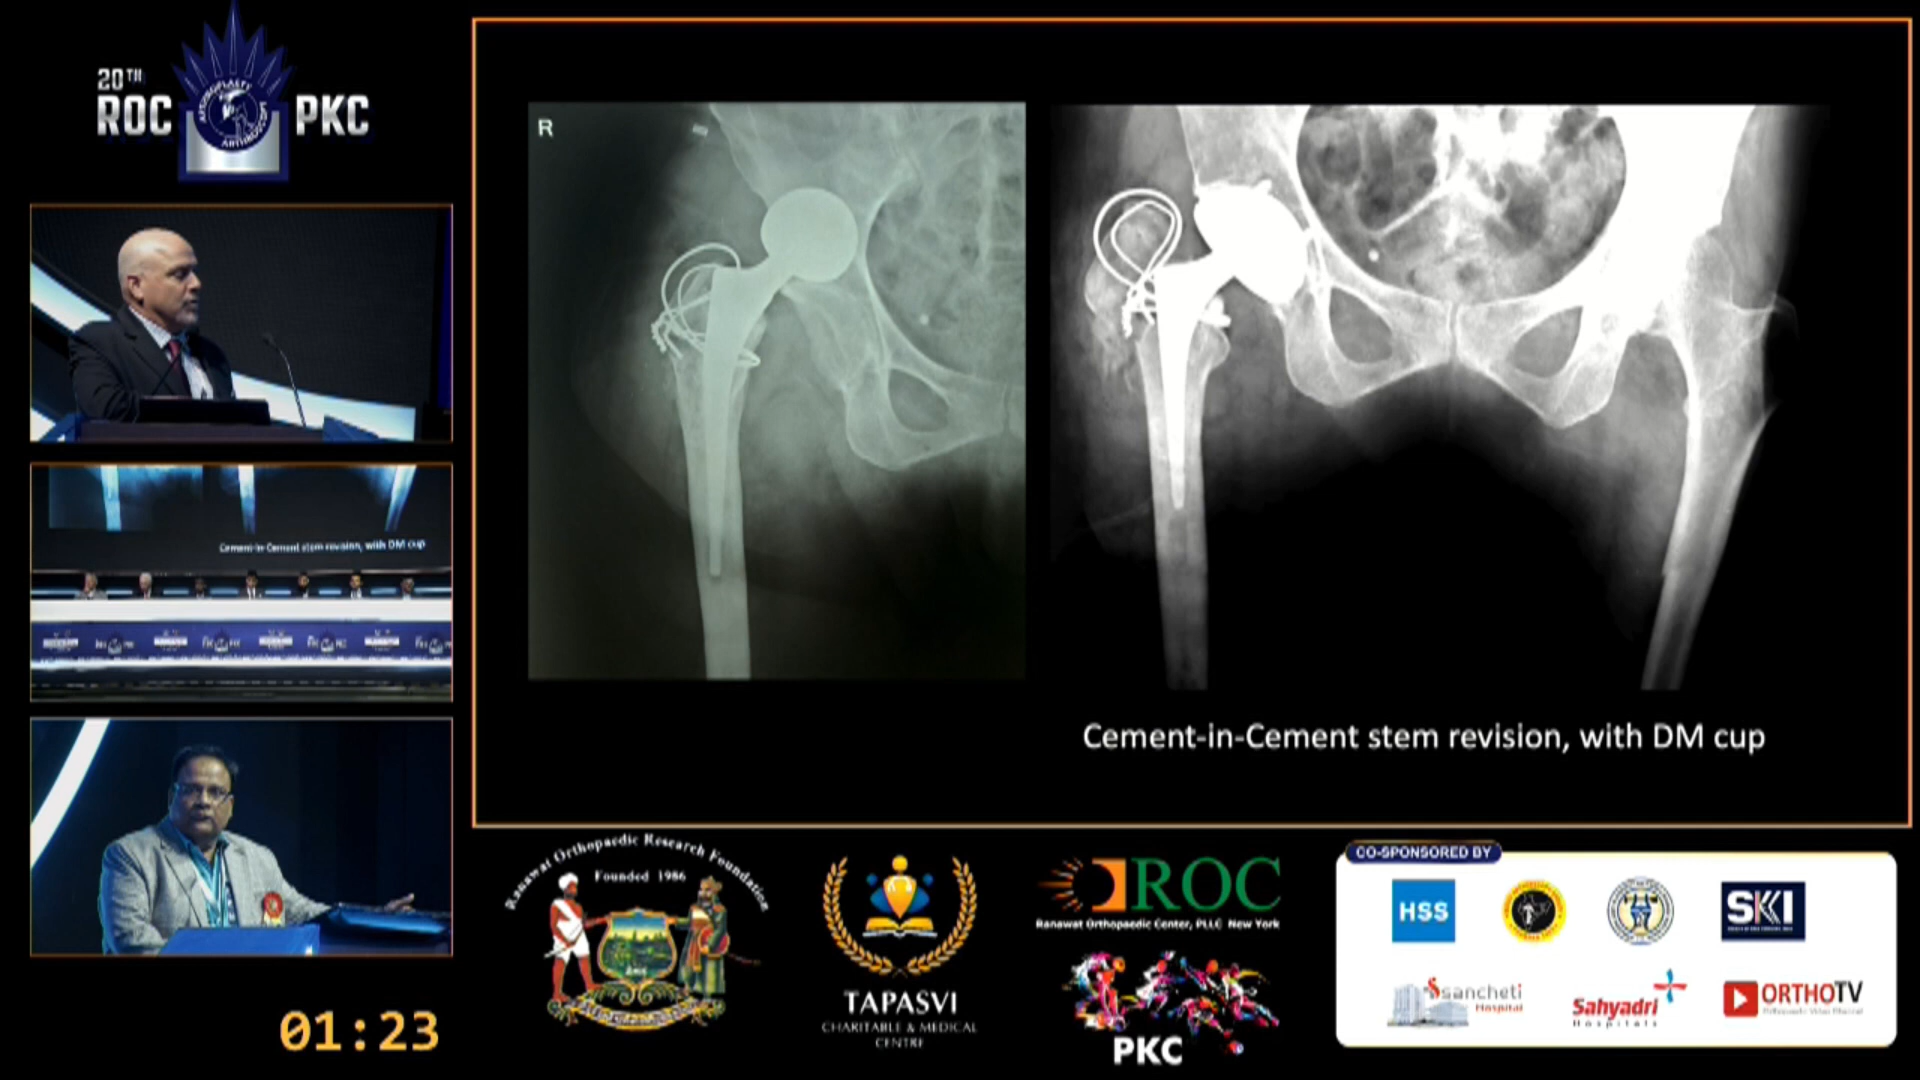 20TH
ROC PKC
ARTHROPLASTY
ARTHROSCOPY
R
Cement-in-Cement stem revision, with DM cup
Cement-in-Cement stem revision, with DM cup
01:23
Ranawat Orthopaedic Research Foundation
Founded 1986
TAPASVI
CHARITABLE & MEDICAL
CENTRE
ROC
Ranawat Orthopaedic Center, PLLC New York
PKC
CO-SPONSORED BY
HSS
SKI
sancheti
Hospital
Sahyadri
Hospitals
ORTHOTV